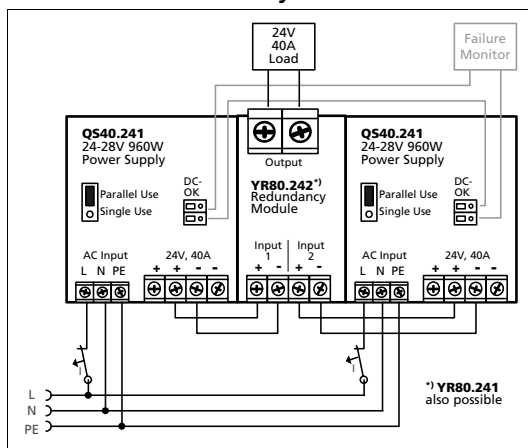 24V
40A
Load
Failure
Monitor
QS40.241
24-28V 960W
Power Supply
Parallel Use
Single Use
DC-
OK
AC Input
L N PE
24V, 40A
+ + - -
Output
YR80.242*)
Redundancy
Module
Input
1
Input
2
+ - + -
QS40.241
24-28V 960W
Power Supply
Parallel Use
Single Use
DC-
OK
AC Input
L N PE
24V, 40A
+ + - -
I
I
L
N
PE
*) YR80.241
also possible